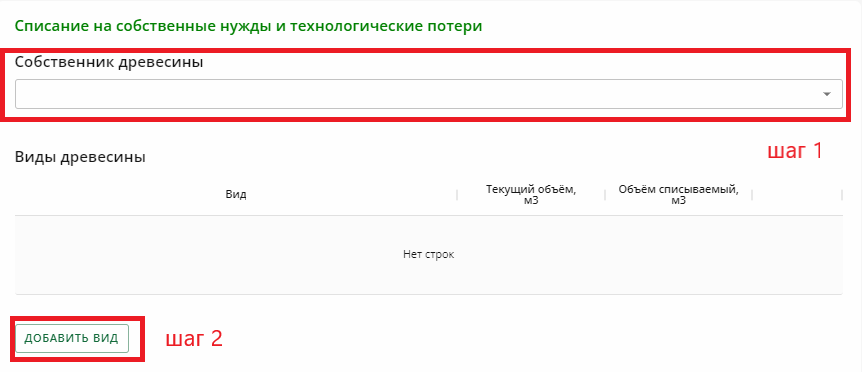 Списание на собственные нужды и технологические потери
Собственник древесины
шаг 1
Виды древесины
Вид
Текущий объём,
м3
Объём списываемый,
м3
Нет строк
ДОБАВИТЬ ВИД
шаг 2